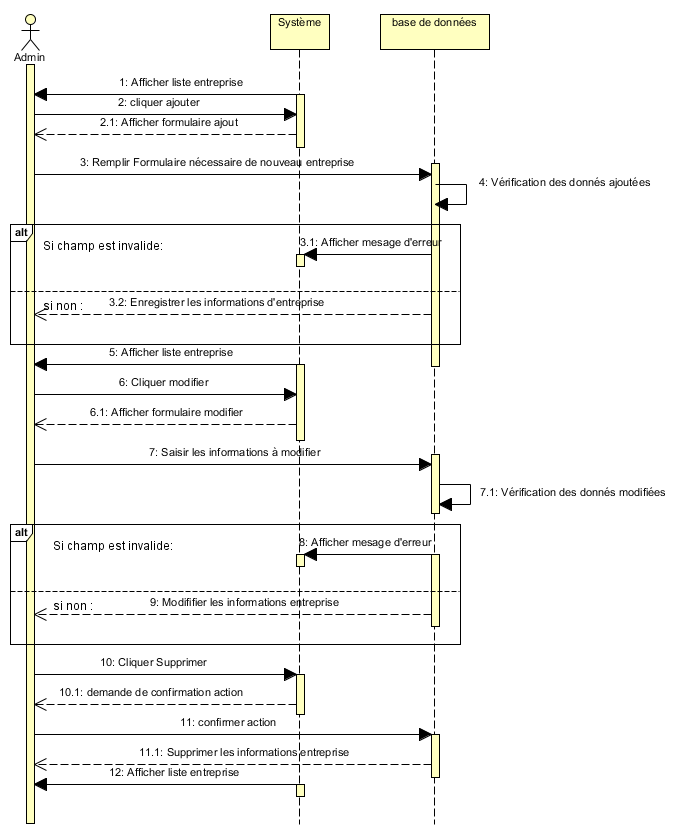 Système
base de données
Admin
1: Afficher liste entreprise
2: cliquer ajouter
2.1: Afficher formulaire ajout
3: Remplir Formulaire nécessaire de nouveau entreprise
4: Vérification des donnés ajoutées
alt
Si champ est invalide:
3.1: Afficher mesage d'erreur
si non :
3.2: Enregistrer les informations d'entreprise
5: Afficher liste entreprise
6: Cliquer modifier
6.1: Afficher formulaire modifier
7: Saisir les informations à modifier
7.1: Vérification des donnés modifiées
alt
Si champ est invalide:
8: Afficher mesage d'erreur
si non :
9: Modififier les informations entreprise
10: Cliquer Supprimer
10.1: demande de confirmation action
11: confirmer action
11.1: Supprimer les informations entreprise
12: Afficher liste entreprise